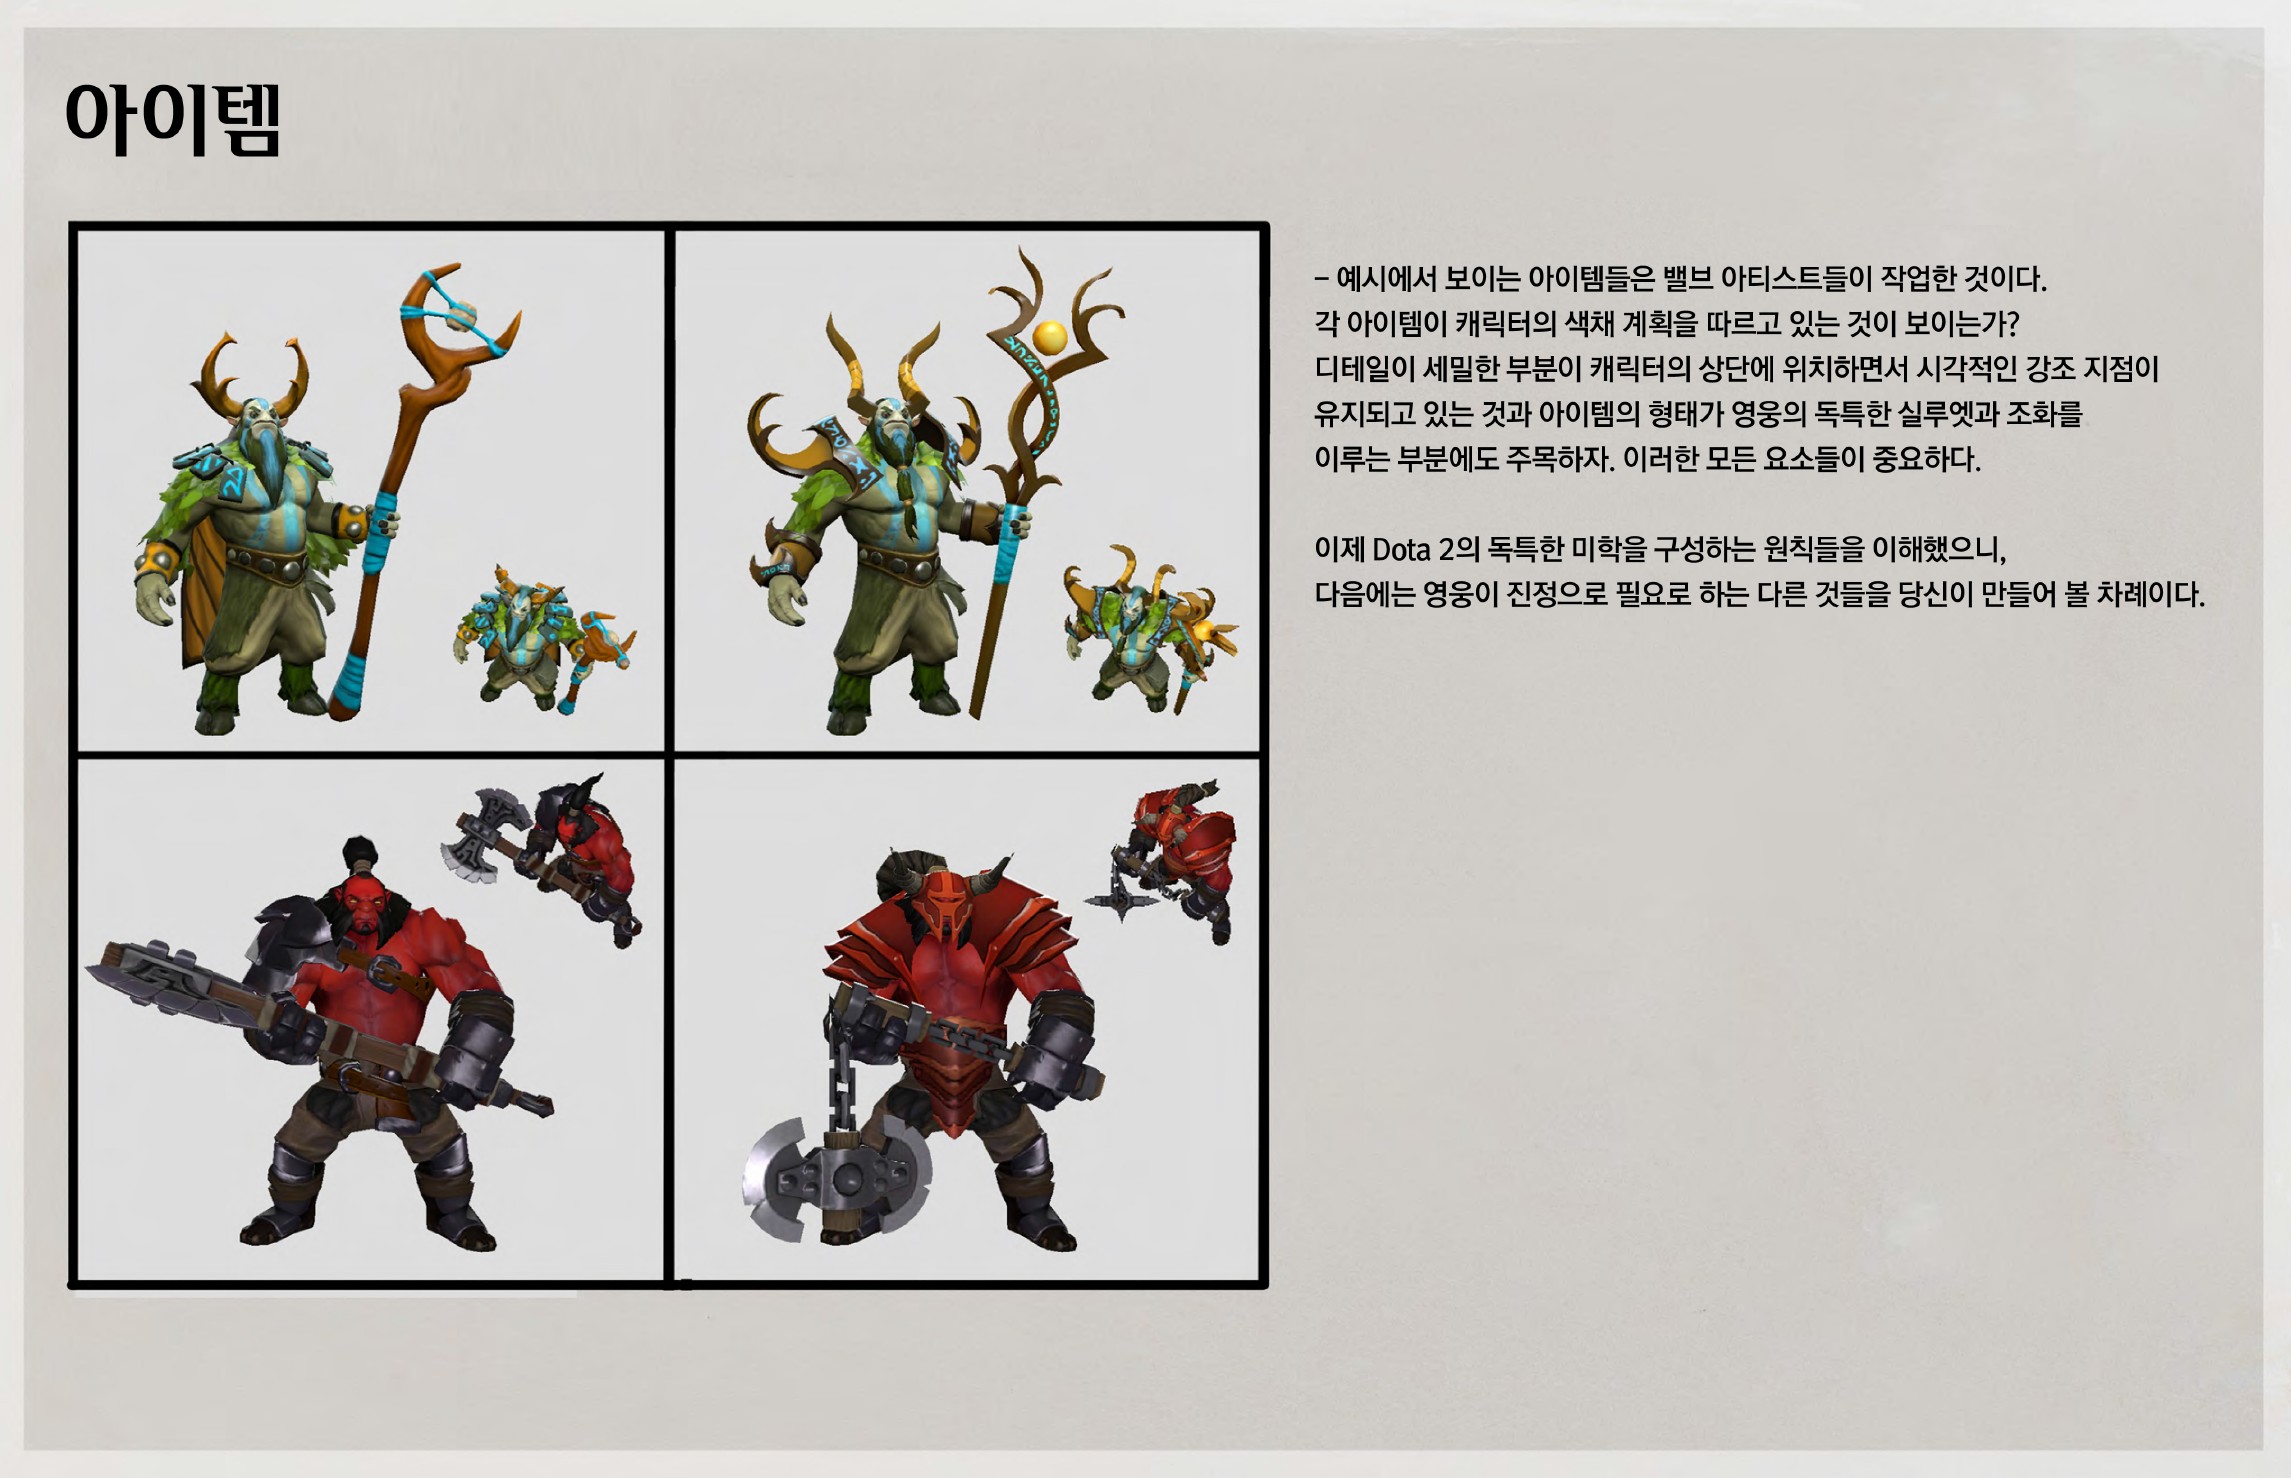 아이템
– 예시에서 보이는 아이템들은 밸브 아티스트들이 작업한 것이다.
각 아이템이 캐릭터의 색채 계획을 따르고 있는 것이 보이는가?
디테일이 세밀한 부분이 캐릭터의 상단에 위치하면서 시각적인 강조 지점이
유지되고 있는 것과 아이템의 형태가 영웅의 독특한 실루엣과 조화를
이루는 부분에도 주목하자. 이러한 모든 요소들이 중요하다.
이제 Dota 2의 독특한 미학을 구성하는 원칙들을 이해했으니,
다음에는 영웅이 진정으로 필요로 하는 다른 것들을 당신이 만들어 볼 차례이다.